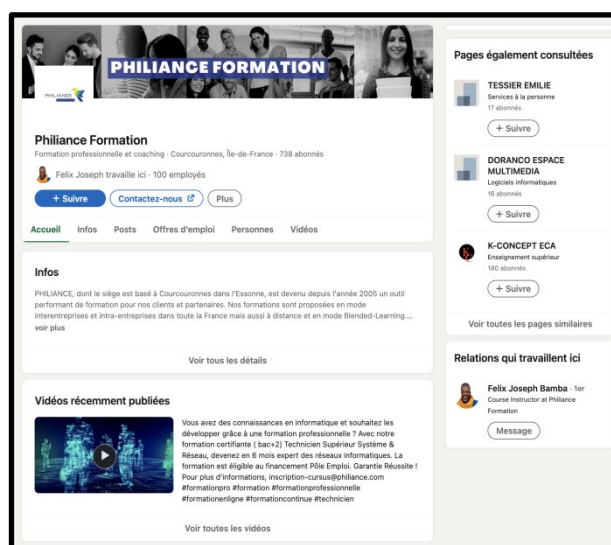 PHILIANCE FORMATION
PHILIANCE
Philiance Formation
Formation professionnelle et coaching · Courcouronnes, Île-de-France · 738 abonnés
Felix Joseph travaille ici · 100 employés
+ Suivre
Contactez-nous
Plus
Accueil Infos Posts Offres d'emploi Personnes Vidéos
Infos
PHILIANCE, dont le siège est basé à Courcouronnes dans l'Essonne, est devenu depuis l'année 2005 un outil
performant de formation pour nos clients et partenaires. Nos formations sont proposées en mode
interentreprises et intra-entreprises dans toute la France mais aussi à distance et en mode Blended-Learning....
voir plus
Voir tous les détails
Vidéos récemment publiées
Vous avez des connaissances en informatique et souhaitez les
développer grâce à une formation professionnelle ? Avec notre
formation certifiante ( bac+2) Technicien Supérieur Système &
Réseau, devenez en 6 mois expert des réseaux informatiques. La
formation est éligible au financement Pôle Emploi. Garantie Réussite !
Pour plus d'informations, inscription-cursus@philiance.com
#formationpro #formation #formationprofessionnelle
#formationenligne #formationcontinue #technicien
Voir toutes les vidéos
Pages également consultées
TESSIER EMILIE
Services à la personne
17 abonnés
+ Suivre
DORANCO ESPACE
MULTIMEDIA
Logiciels informatiques
16 abonnés
+ Suivre
K-CONCEPT ECA
Enseignement supérieur
180 abonnés
+ Suivre
Voir toutes les pages similaires
Relations qui travaillent ici
Felix Joseph Bamba · 1er
Course Instructor at Philiance
Formation
Message